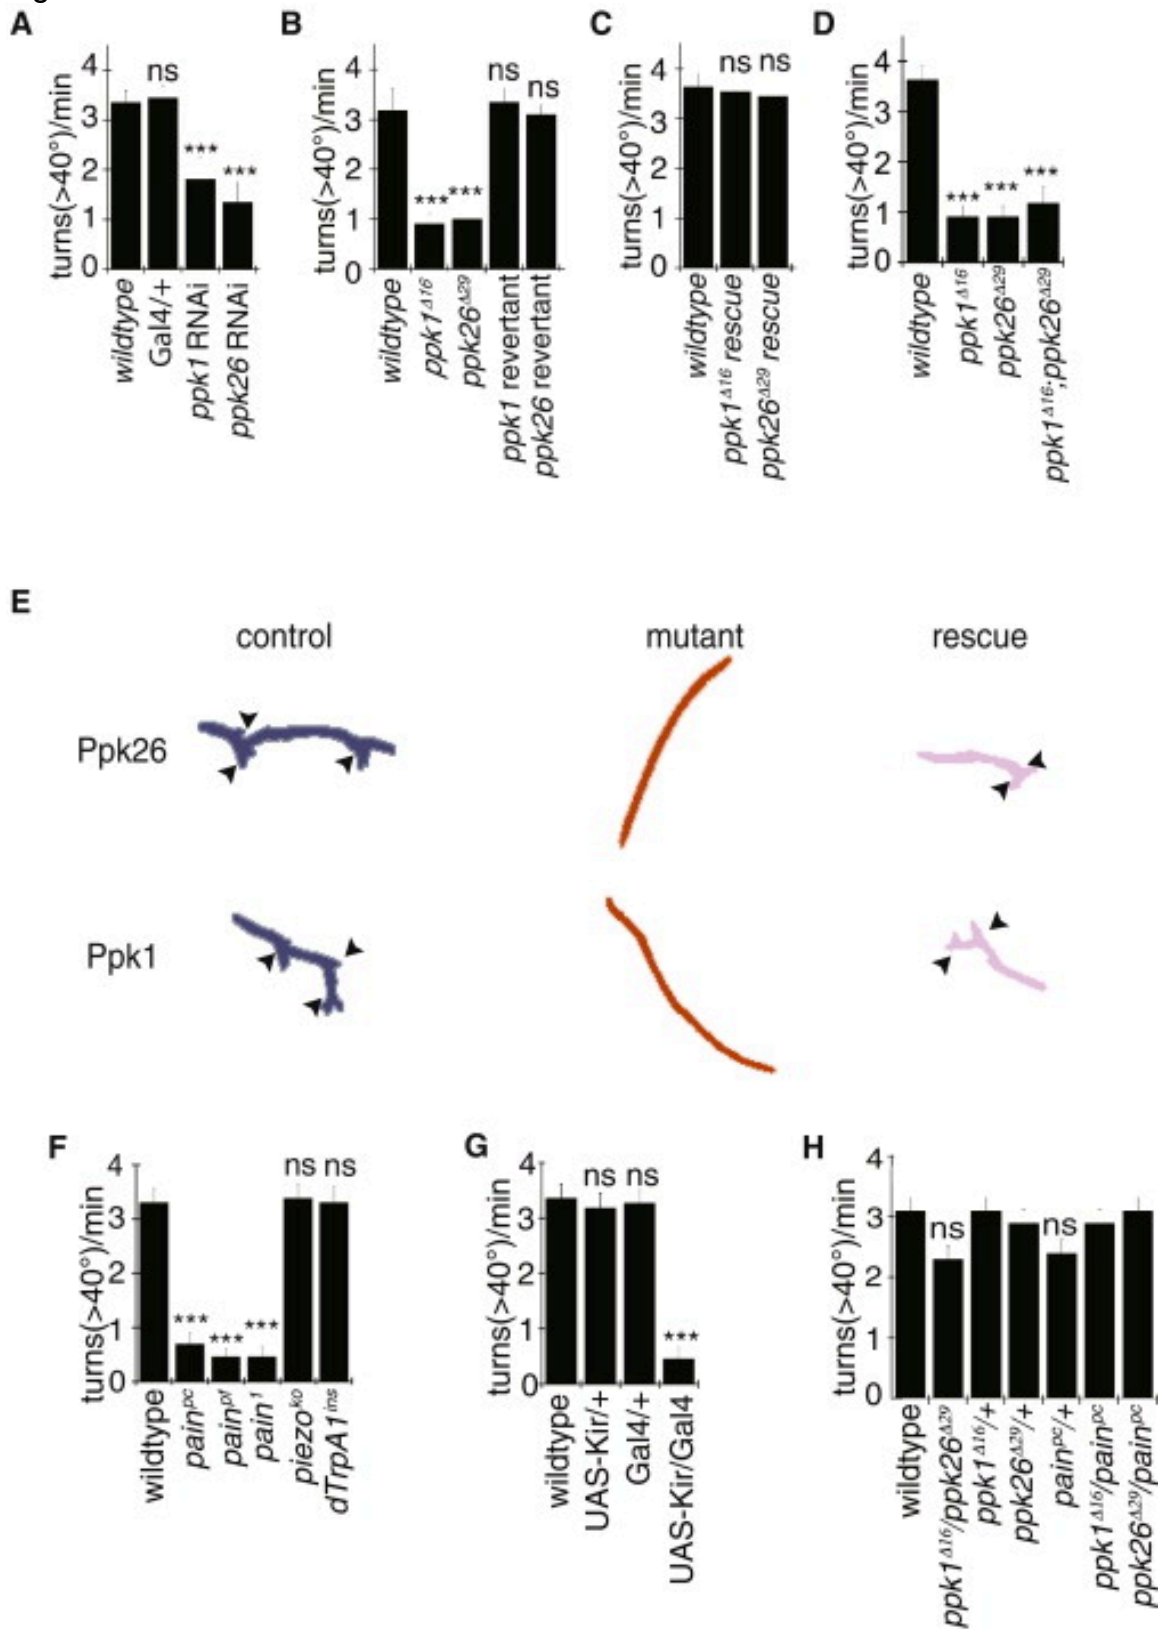 A
turns(>40°)/min
4
3
2
1
0
ns
***
***
wildtype
Gal4/+
ppk1 RNAi
ppk26 RNAi
B
turns(>40°)/min
4
3
2
1
0
***
***
ns
ns
wildtype
ppk1Δ16
ppk26Δ29
ppk1 revertant
ppk26 revertant
C
turns(>40°)/min
4
3
2
1
0
ns
ns
wildtype
ppk1Δ16 rescue
ppk26Δ29 rescue
D
turns(>40°)/min
4
3
2
1
0
***
***
***
wildtype
ppk1Δ16
ppk26Δ29
ppk1Δ16;ppk26Δ29
E
control
mutant
rescue
Ppk26
Ppk1
F
turns(>40°)/min
4
3
2
1
0
***
***
***
ns
ns
wildtype
painpc
painpf
pain1
piezoko
dTrpA1ins
G
turns(>40°)/min
4
3
2
1
0
ns
ns
***
wildtype
UAS-Kir/+
Gal4/+
UAS-Kir/Gal4
H
turns(>40°)/min
4
3
2
1
0
ns
ns
wildtype
ppk1Δ16/ppk26Δ29
ppk1Δ16/+
ppk26Δ29/+
painpc/+
ppk1Δ16/painpc
ppk26Δ29/painpc